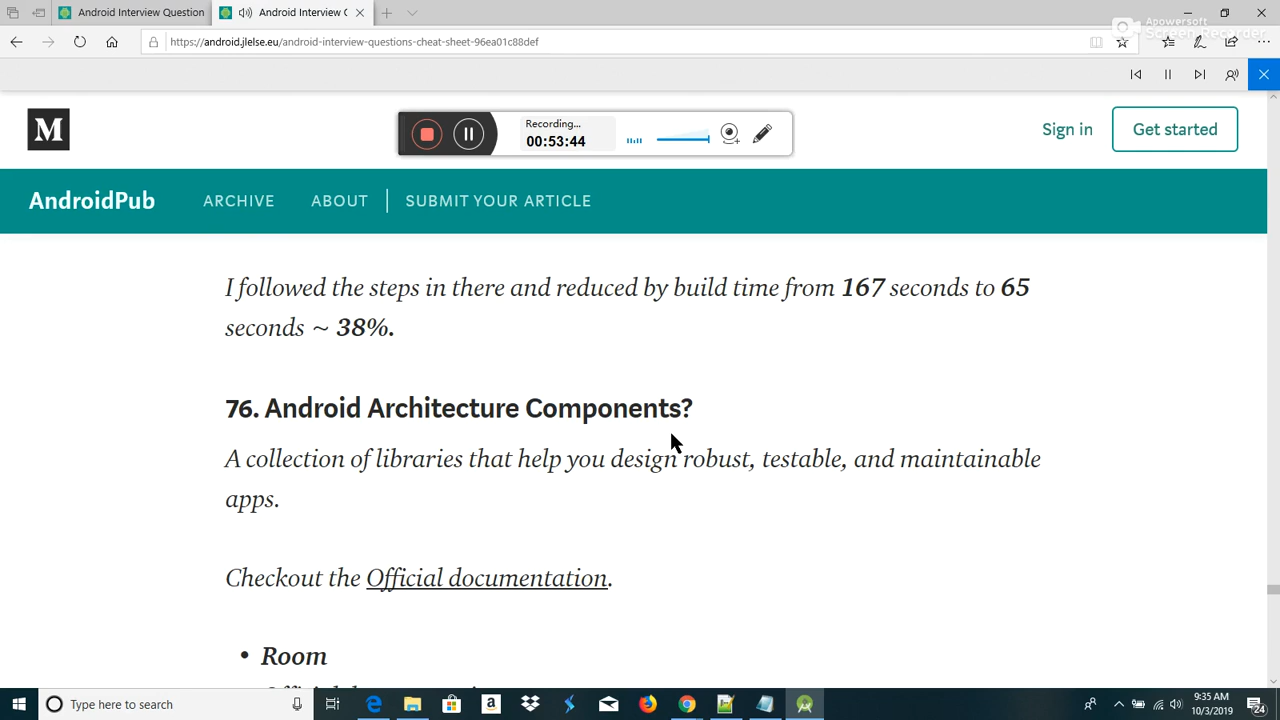 Android Interview Question
Android Interview C
Apowersoft
Screen Recorder
https://android.jlelse.eu/android-interview-questions-cheat-sheet-96ea01c88def
M
Recording...
00:53:44
Sign in
Get started
AndroidPub
ARCHIVE
ABOUT
SUBMIT YOUR ARTICLE
I followed the steps in there and reduced by build time from 167 seconds to 65
seconds ~ 38%.
76. Android Architecture Components?
A collection of libraries that help you design robust, testable, and maintainable
apps.
Checkout the Official documentation.
• Room
Type here to search
9:35 AM
10/3/2019
24